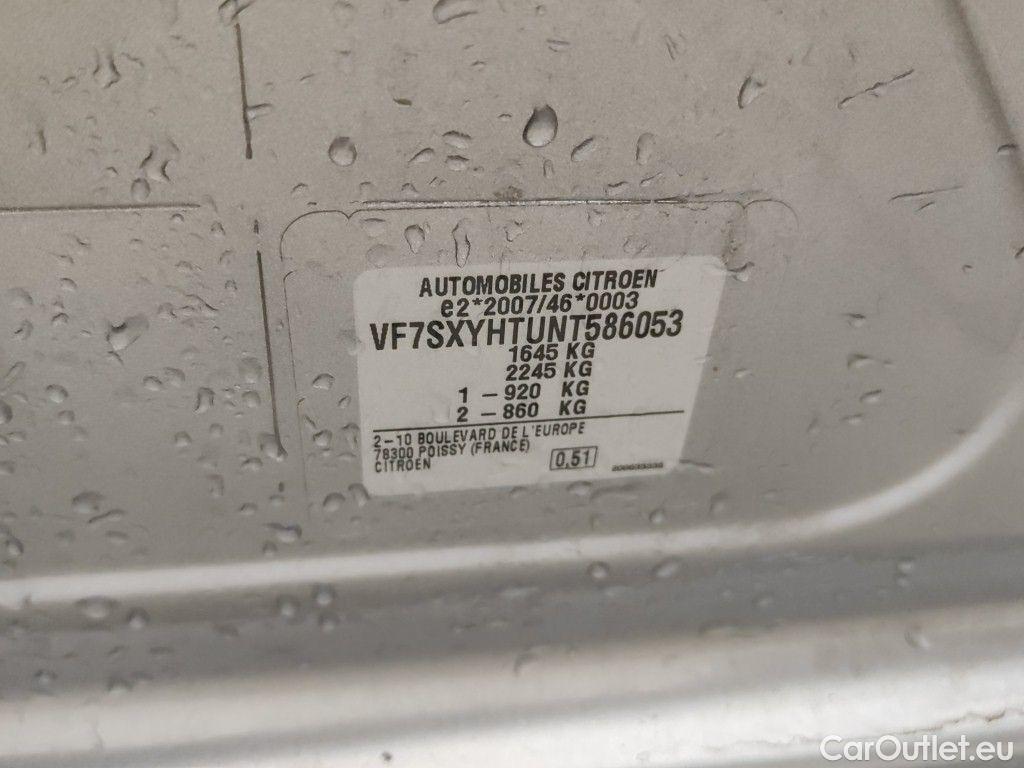 AUTOMOBILES CITROEN
e2*2007/46*0003
VF7SXYHTUNT586053
1645 KG
2245 KG
1 – 920 KG
2 – 860 KG
2–10 BOULEVARD DE L'EUROPE
78300 POISSY (FRANCE)
CITROEN
0,51
CarOutlet.eu